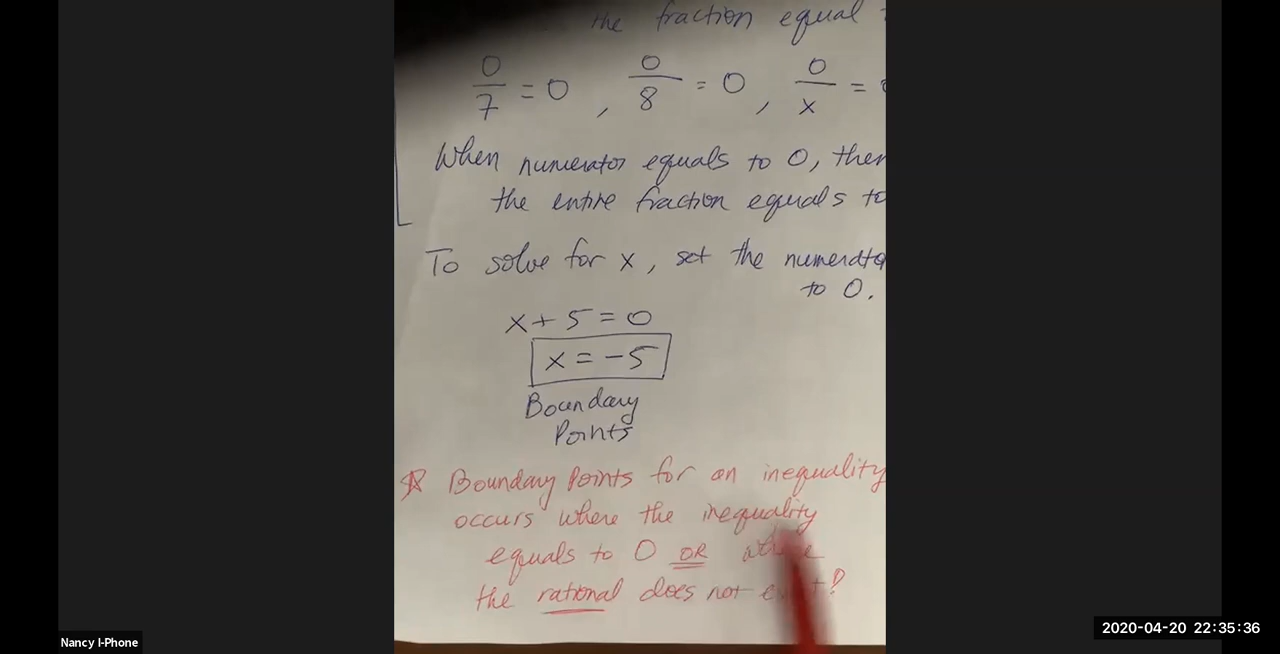 the fraction equal
0/7 = 0 , 0/8 = 0 , 0/x =
When numerator equals to 0, then
the entire fraction equals to
To solve for x, set the numerator
to 0.
x + 5 = 0
x = -5
Boundary
Points
☆ Boundary Points for an inequality
occurs where the inequality
equals to 0 OR where
the rational does not exist!
Nancy I-Phone
2020-04-20 22:35:36